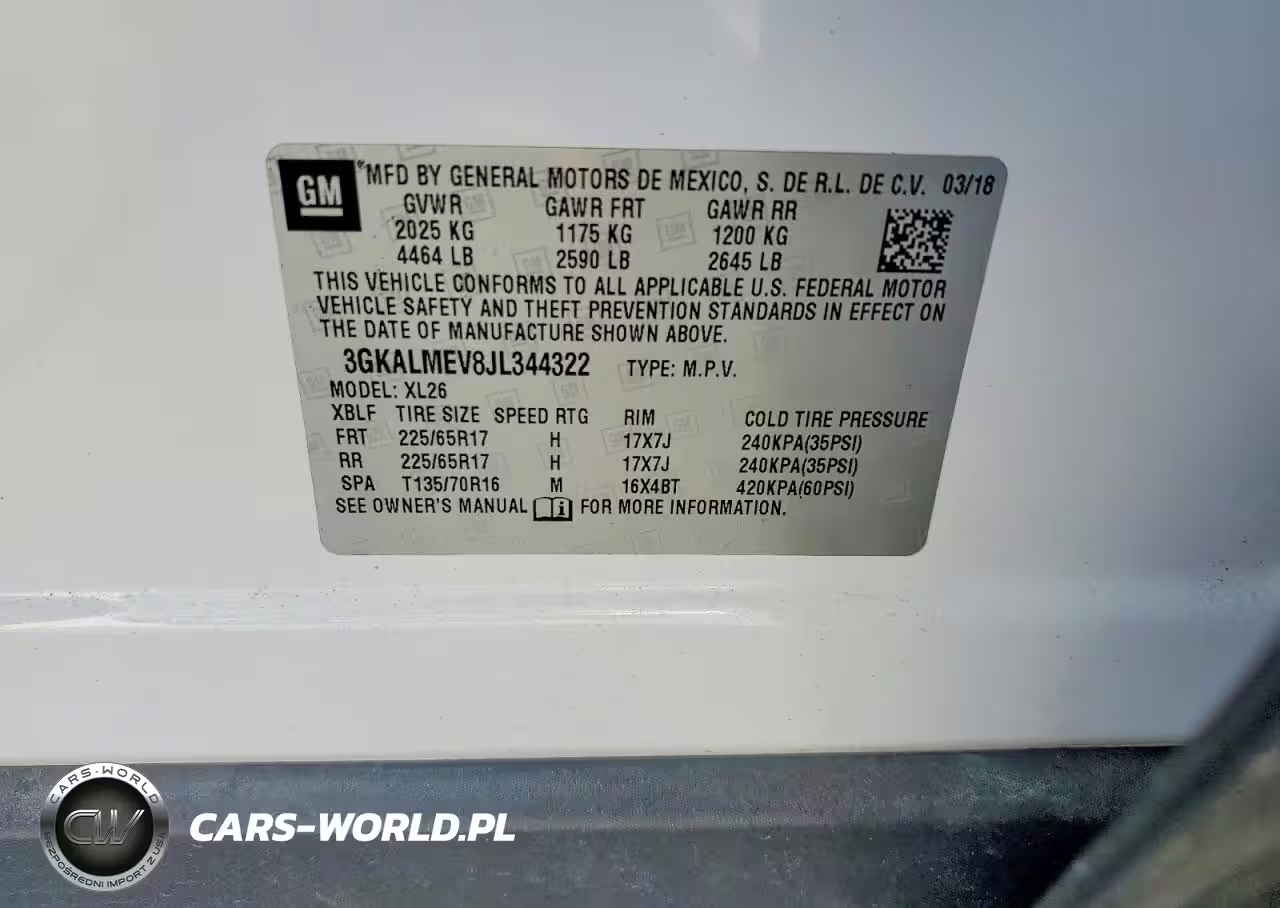 GM
®MFD BY GENERAL MOTORS DE MEXICO, S. DE R.L. DE C.V. 03/18
GVWR GAWR FRT GAWR RR
2025 KG 1175 KG 1200 KG
4464 LB 2590 LB 2645 LB
THIS VEHICLE CONFORMS TO ALL APPLICABLE U.S. FEDERAL MOTOR
VEHICLE SAFETY AND THEFT PREVENTION STANDARDS IN EFFECT ON
THE DATE OF MANUFACTURE SHOWN ABOVE.
3GKALMEV8JL344322 TYPE: M.P.V.
MODEL: XL26
XBLF TIRE SIZE SPEED RTG RIM COLD TIRE PRESSURE
FRT 225/65R17 H 17X7J 240KPA(35PSI)
RR 225/65R17 H 17X7J 240KPA(35PSI)
SPA T135/70R16 M 16X4BT 420KPA(60PSI)
SEE OWNER'S MANUAL i FOR MORE INFORMATION.
CARS-WORLD
CW
BEZPOŚREDNI IMPORT Z USA
CARS-WORLD.PL